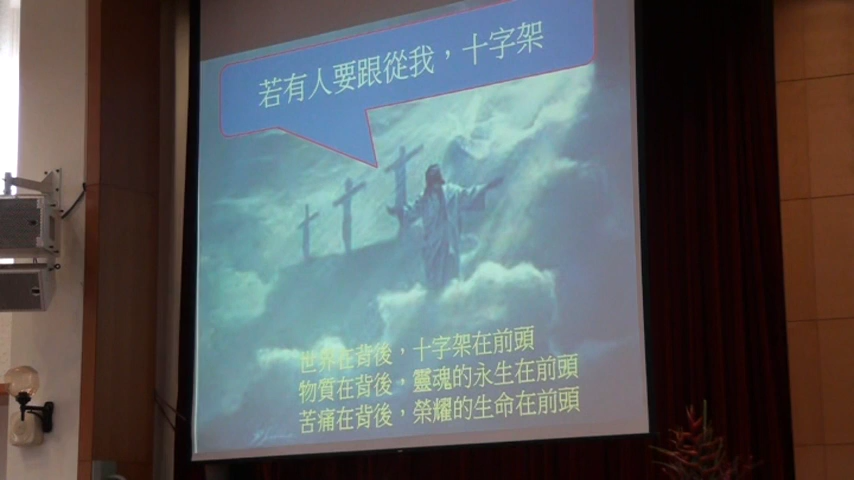 若有人要跟從我，十字架
世界在背後，十字架在前頭
物質在背後，靈魂的永生在前頭
苦痛在背後，榮耀的生命在前頭